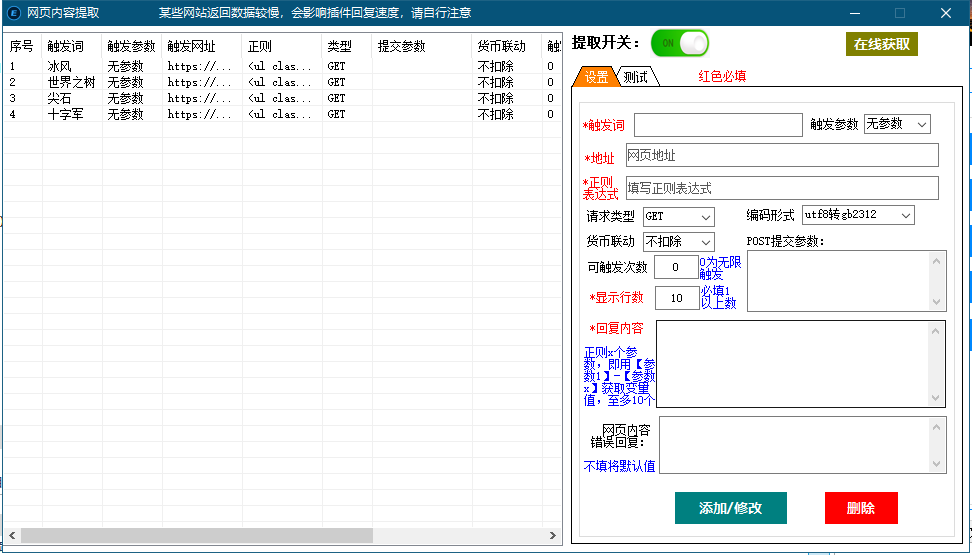 网页内容提取 某些网站返回数据较慢，会影响插件回复速度，请自行注意
序号 触发词 触发参数 触发网址 正则 类型 提交参数 货币联动
1 冰风 无参数 https://... <ul clas... GET 不扣除 0
2 世界之树 无参数 https://... <ul clas... GET 不扣除 0
3 尖石 无参数 https://... <ul clas... GET 不扣除 0
4 十字军 无参数 https://... <ul clas... GET 不扣除 0
提取开关： ON 在线获取
设置 测试 红色必填
*触发词 触发参数 无参数
*地址 网页地址
*正则
表达式 填写正则表达式
请求类型 GET 编码形式 utf8转gb2312
货币联动 不扣除 POST提交参数：
可触发次数 0 0为无限
触发
*显示行数 10 必填1
以上数
*回复内容
正则x个参
数，即用【参
数1】-【参数
x】获取变量
值，至多10个
网页内容
错误回复：
不填将默认值
添加/修改 删除